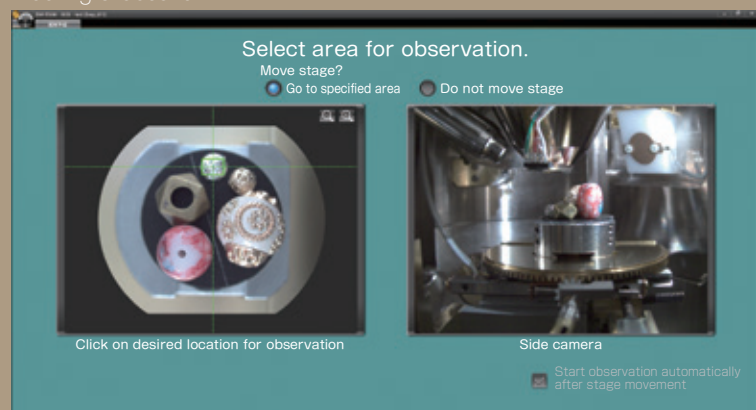 Select area for observation.
Move stage?
Go to specified area
Do not move stage
Click on desired location for observation
Side camera
Start observation automatically
after stage movement